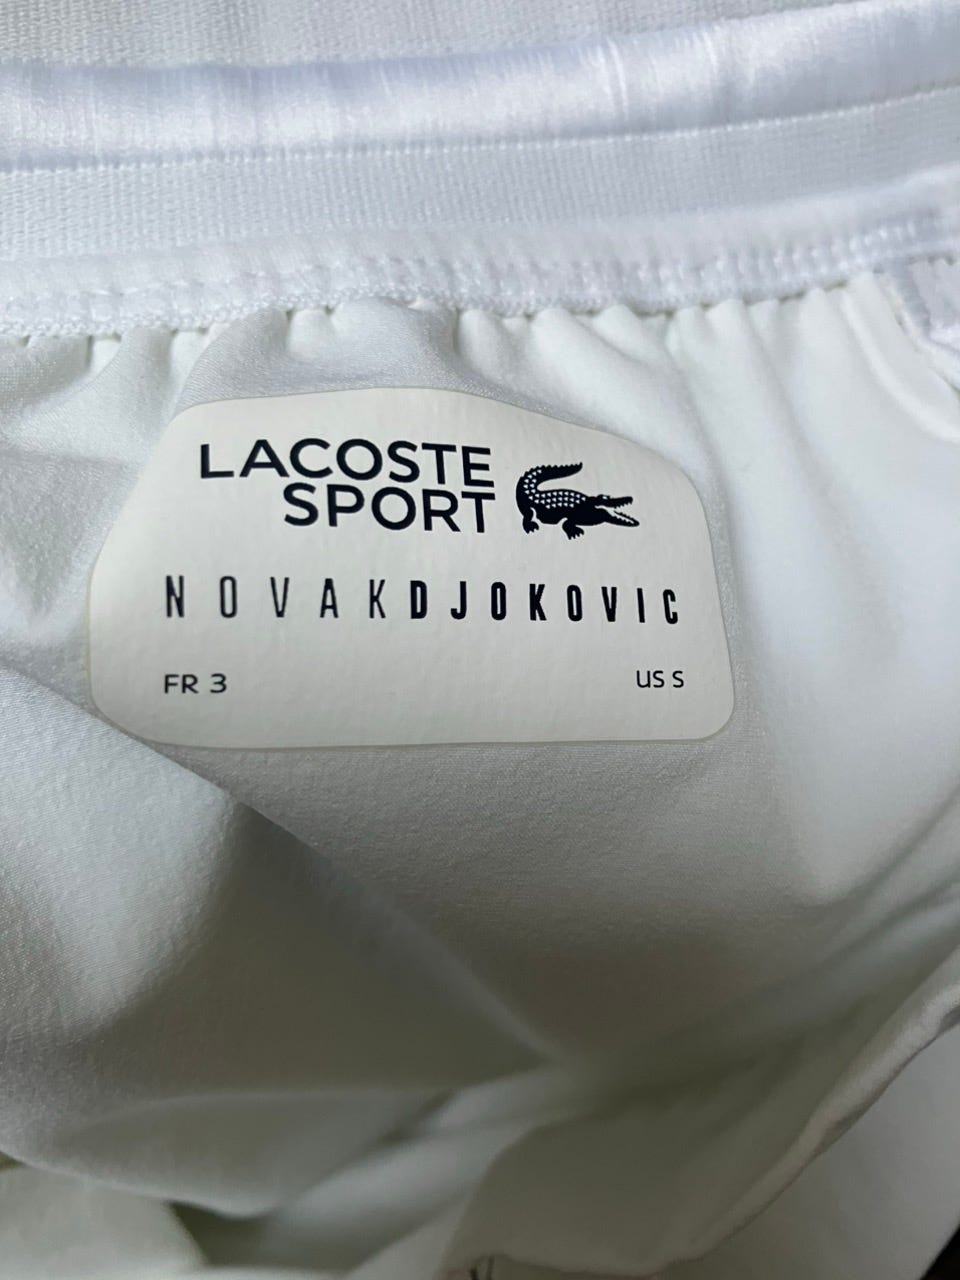 LACOSTE
SPORT
NOVAKDJOKOVIC
FR 3 US S